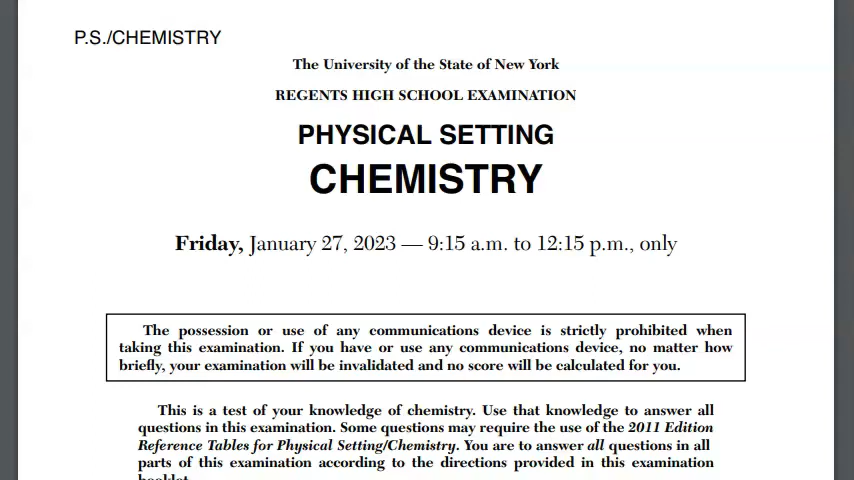 P.S./CHEMISTRY
The University of the State of New York
REGENTS HIGH SCHOOL EXAMINATION
PHYSICAL SETTING
CHEMISTRY
Friday, January 27, 2023 — 9:15 a.m. to 12:15 p.m., only
The possession or use of any communications device is strictly prohibited when
taking this examination. If you have or use any communications device, no matter how
briefly, your examination will be invalidated and no score will be calculated for you.
This is a test of your knowledge of chemistry. Use that knowledge to answer all
questions in this examination. Some questions may require the use of the 2011 Edition
Reference Tables for Physical Setting/Chemistry. You are to answer all questions in all
parts of this examination according to the directions provided in this examination